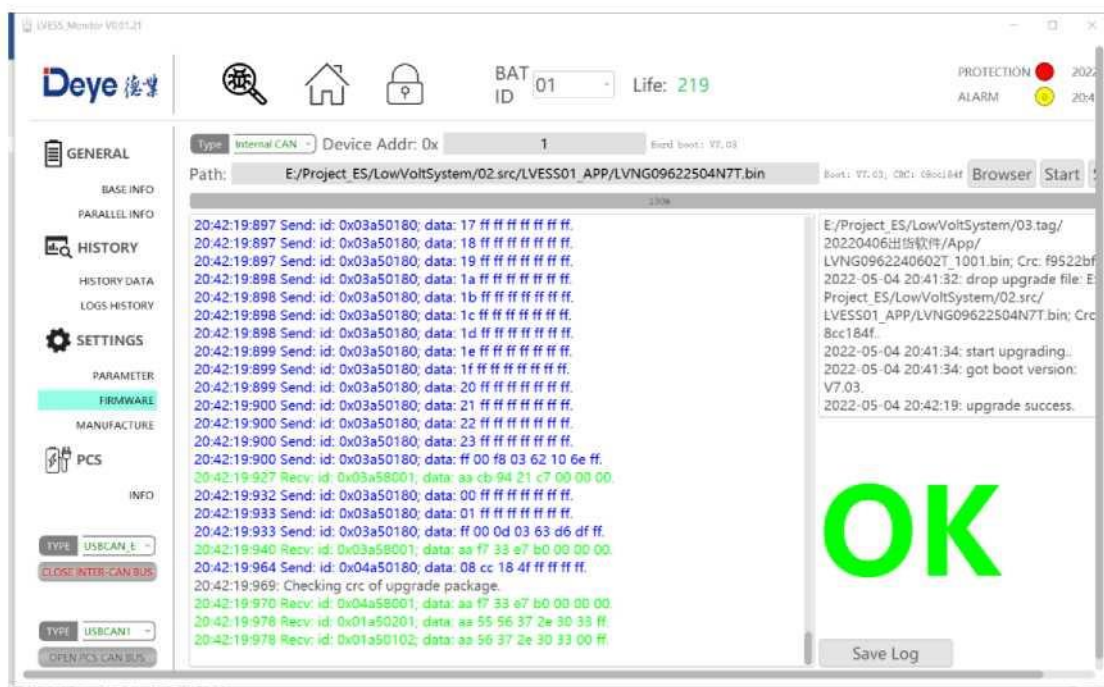 LVESS_Monitor V0.01.21
Deye 德业
BAT ID 01 Life: 219
PROTECTION 2022
ALARM 20:4
GENERAL
BASE INFO
PARALLEL INFO
HISTORY
HISTORY DATA
LOGS HISTORY
SETTINGS
PARAMETER
FIRMWARE
MANUFACTURE
PCS
INFO
TYPE USBCAN_E
CLOSE INTER-CAN BUS
TYPE USBCAN1
OPEN PCS CAN BUS
Type Internal CAN Device Addr: 0x 1 boot: V7.03
Path: E:/Project_ES/LowVoltSystem/02.src/LVESS01_APP/LVNG09622504N7T.bin Boot: V7.03; CRC: 08cc184f Browser Start
100%
20:42:19:897 Send: id: 0x03a50180; data: 17 ff ff ff ff ff ff ff.
20:42:19:897 Send: id: 0x03a50180; data: 18 ff ff ff ff ff ff ff.
20:42:19:897 Send: id: 0x03a50180; data: 19 ff ff ff ff ff ff ff.
20:42:19:898 Send: id: 0x03a50180; data: 1a ff ff ff ff ff ff ff.
20:42:19:898 Send: id: 0x03a50180; data: 1b ff ff ff ff ff ff ff.
20:42:19:898 Send: id: 0x03a50180; data: 1c ff ff ff ff ff ff ff.
20:42:19:898 Send: id: 0x03a50180; data: 1d ff ff ff ff ff ff ff.
20:42:19:899 Send: id: 0x03a50180; data: 1e ff ff ff ff ff ff ff.
20:42:19:899 Send: id: 0x03a50180; data: 1f ff ff ff ff ff ff ff.
20:42:19:899 Send: id: 0x03a50180; data: 20 ff ff ff ff ff ff ff.
20:42:19:900 Send: id: 0x03a50180; data: 21 ff ff ff ff ff ff ff.
20:42:19:900 Send: id: 0x03a50180; data: 22 ff ff ff ff ff ff ff.
20:42:19:900 Send: id: 0x03a50180; data: 23 ff ff ff ff ff ff ff.
20:42:19:900 Send: id: 0x03a50180; data: ff 00 f8 03 62 10 6e ff.
20:42:19:927 Recv: id: 0x03a58001; data: aa cb 94 21 c7 00 00 00.
20:42:19:932 Send: id: 0x03a50180; data: 00 ff ff ff ff ff ff ff.
20:42:19:933 Send: id: 0x03a50180; data: 01 ff ff ff ff ff ff ff.
20:42:19:933 Send: id: 0x03a50180; data: ff 00 0d 03 63 d6 df ff.
20:42:19:940 Recv: id: 0x03a58001; data: aa f7 33 e7 b0 00 00 00.
20:42:19:964 Send: id: 0x04a50180; data: 08 cc 18 4f ff ff ff ff.
20:42:19:969: Checking crc of upgrade package.
20:42:19:970 Recv: id: 0x04a58001; data: aa f7 33 e7 b0 00 00 00.
20:42:19:978 Recv: id: 0x01a50201; data: aa 55 56 37 2e 30 33 ff.
20:42:19:978 Recv: id: 0x01a50102; data: aa 56 37 2e 30 33 00 ff.
E:/Project_ES/LowVoltSystem/03.tag/
20220406出货软件/App/
LVNG0962240602T_1001.bin; Crc: f9522bf
2022-05-04 20:41:32: drop upgrade file: E:
Project_ES/LowVoltSystem/02.src/
LVESS01_APP/LVNG09622504N7T.bin; Crc
8cc184f..
2022-05-04 20:41:34: start upgrading..
2022-05-04 20:41:34: got boot version:
V7.03.
2022-05-04 20:42:19: upgrade success.
OK
Save Log